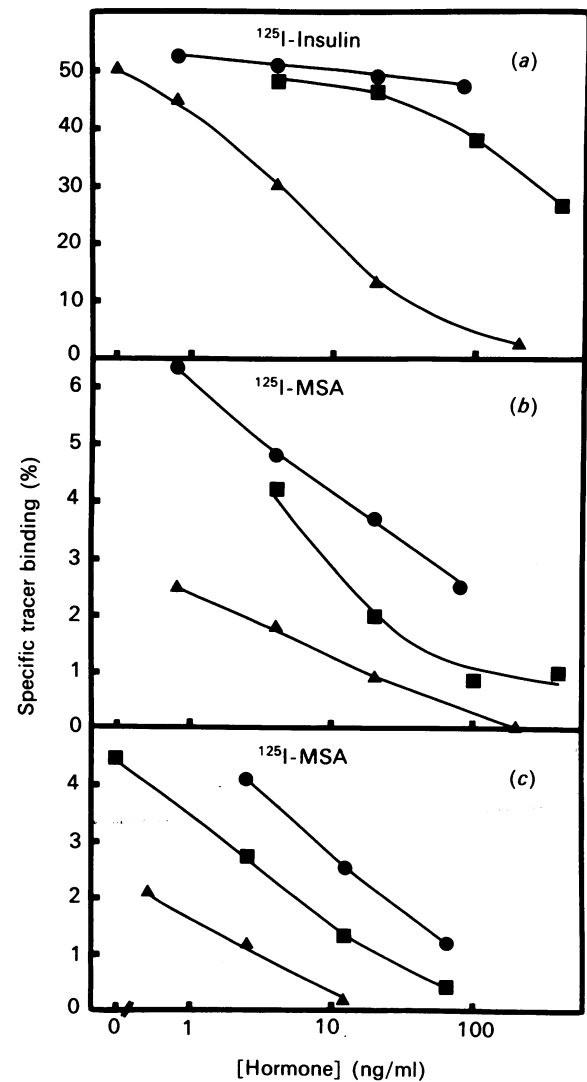 ¹²⁵I-Insulin
(a)
50
40
30
20
10
0
¹²⁵I-MSA
(b)
6
5
4
3
2
1
0
Specific tracer binding (%)
¹²⁵I-MSA
(c)
4
3
2
1
0
0 1 10 100
[Hormone] (ng/ml)